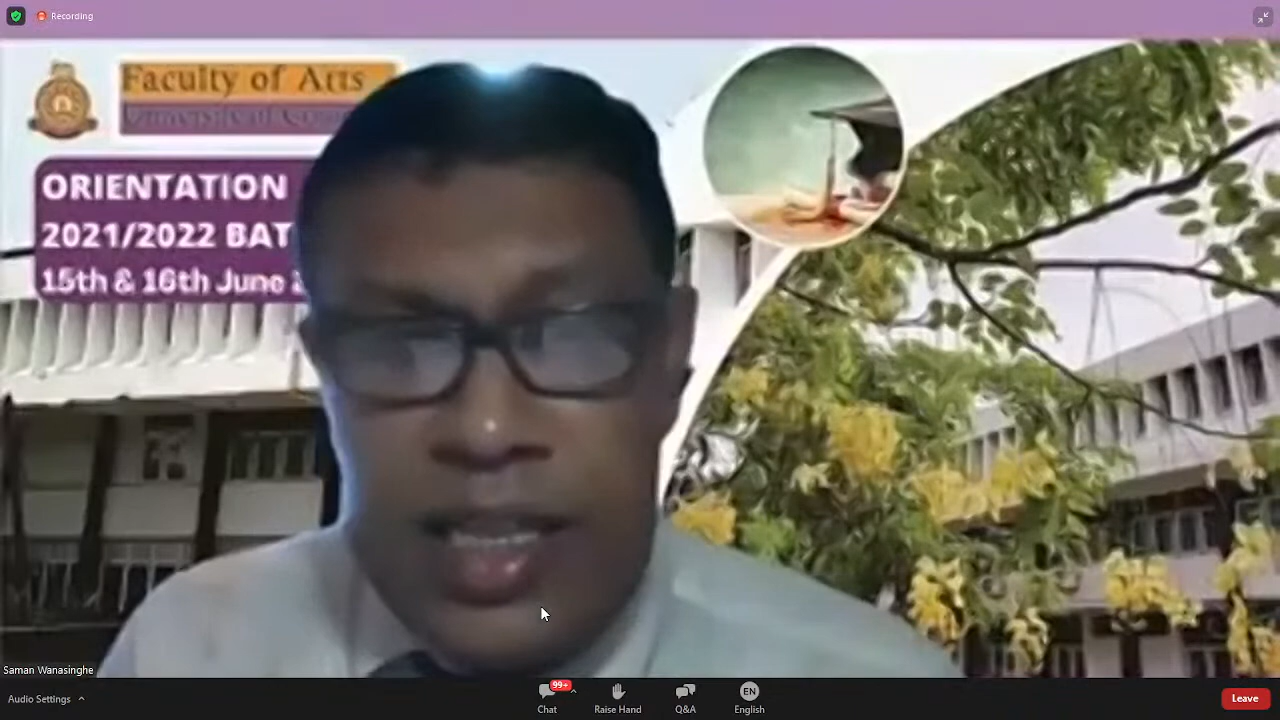 Recording
Faculty of Arts
ORIENTATION
2021/2022 BAT
15th & 16th June
Saman Wanasinghe
Audio Settings
99+
Chat
Raise Hand
Q&A
EN
English
Leave